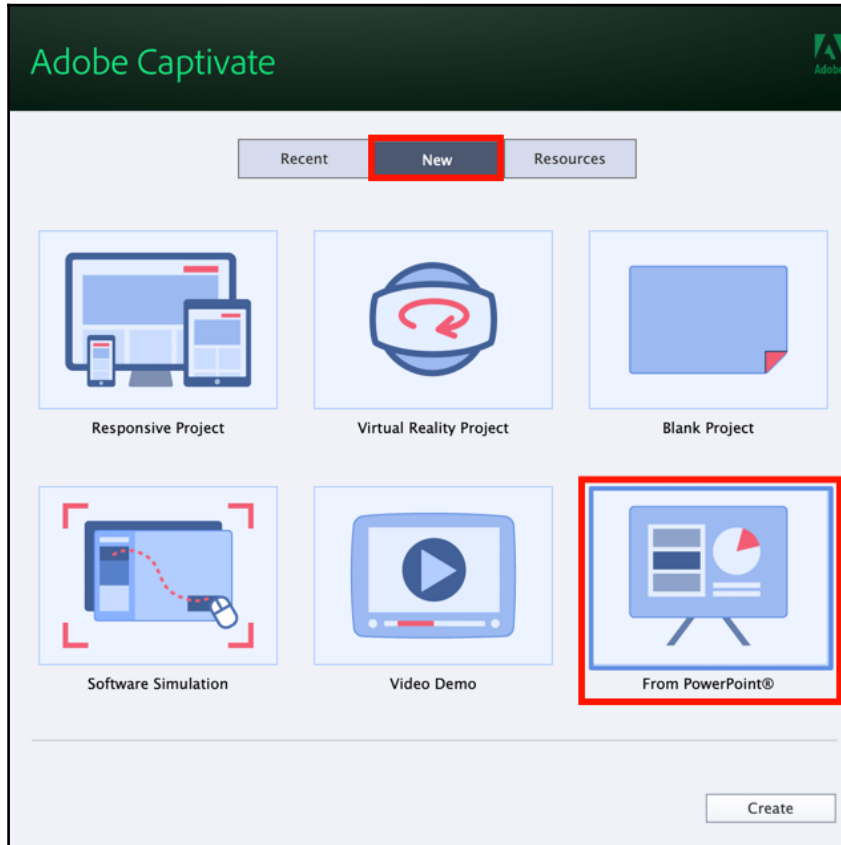 Adobe Captivate
Adobe
Recent New Resources
Responsive Project Virtual Reality Project Blank Project
Software Simulation Video Demo From PowerPoint®
Create